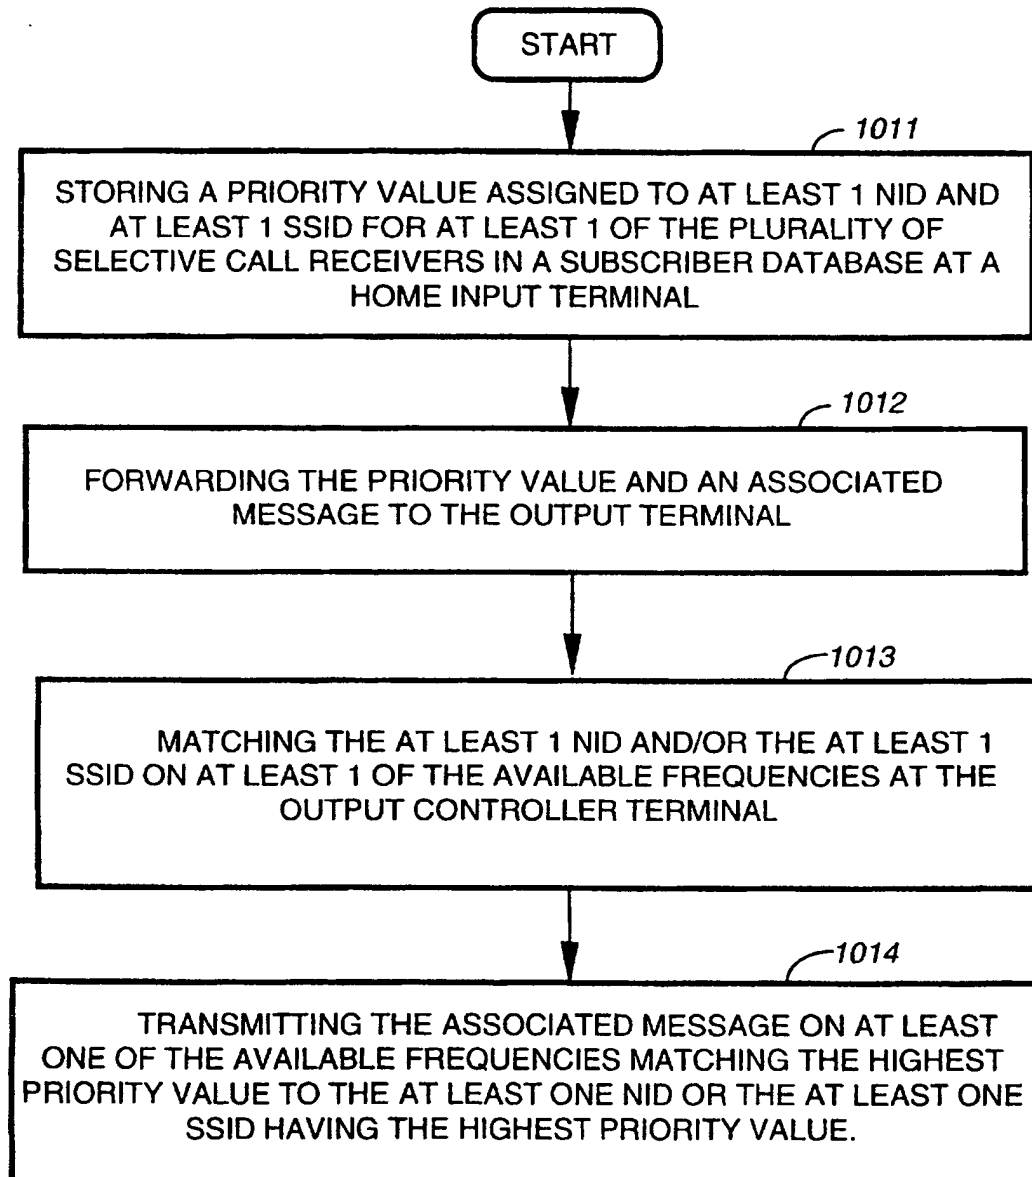 START
1011
STORING A PRIORITY VALUE ASSIGNED TO AT LEAST 1 NID AND
AT LEAST 1 SSID FOR AT LEAST 1 OF THE PLURALITY OF
SELECTIVE CALL RECEIVERS IN A SUBSCRIBER DATABASE AT A
HOME INPUT TERMINAL
1012
FORWARDING THE PRIORITY VALUE AND AN ASSOCIATED
MESSAGE TO THE OUTPUT TERMINAL
1013
MATCHING THE AT LEAST 1 NID AND/OR THE AT LEAST 1
SSID ON AT LEAST 1 OF THE AVAILABLE FREQUENCIES AT THE
OUTPUT CONTROLLER TERMINAL
1014
TRANSMITTING THE ASSOCIATED MESSAGE ON AT LEAST
ONE OF THE AVAILABLE FREQUENCIES MATCHING THE HIGHEST
PRIORITY VALUE TO THE AT LEAST ONE NID OR THE AT LEAST ONE
SSID HAVING THE HIGHEST PRIORITY VALUE.